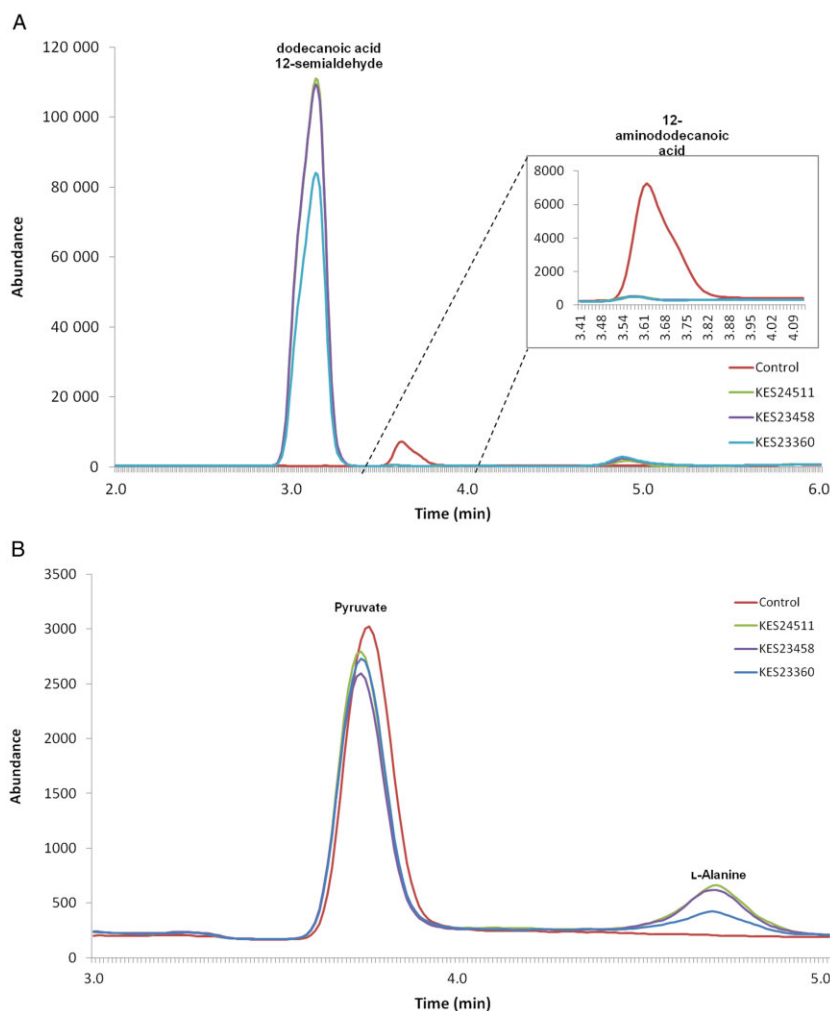 A
dodecanoic acid
12-semialdehyde
120 000
100 000
80 000
60 000
40 000
20 000
0
Abundance
2.0 3.0 4.0 5.0 6.0
Time (min)
12-
aminododecanoic
acid
8000
6000
4000
2000
0
3.41 3.48 3.54 3.61 3.68 3.75 3.82 3.88 3.95 4.02 4.09
Control
KES24511
KES23458
KES23360
B
3500
3000
2500
2000
1500
1000
500
0
Abundance
Pyruvate
ʟ-Alanine
Control
KES24511
KES23458
KES23360
3.0 4.0 5.0
Time (min)